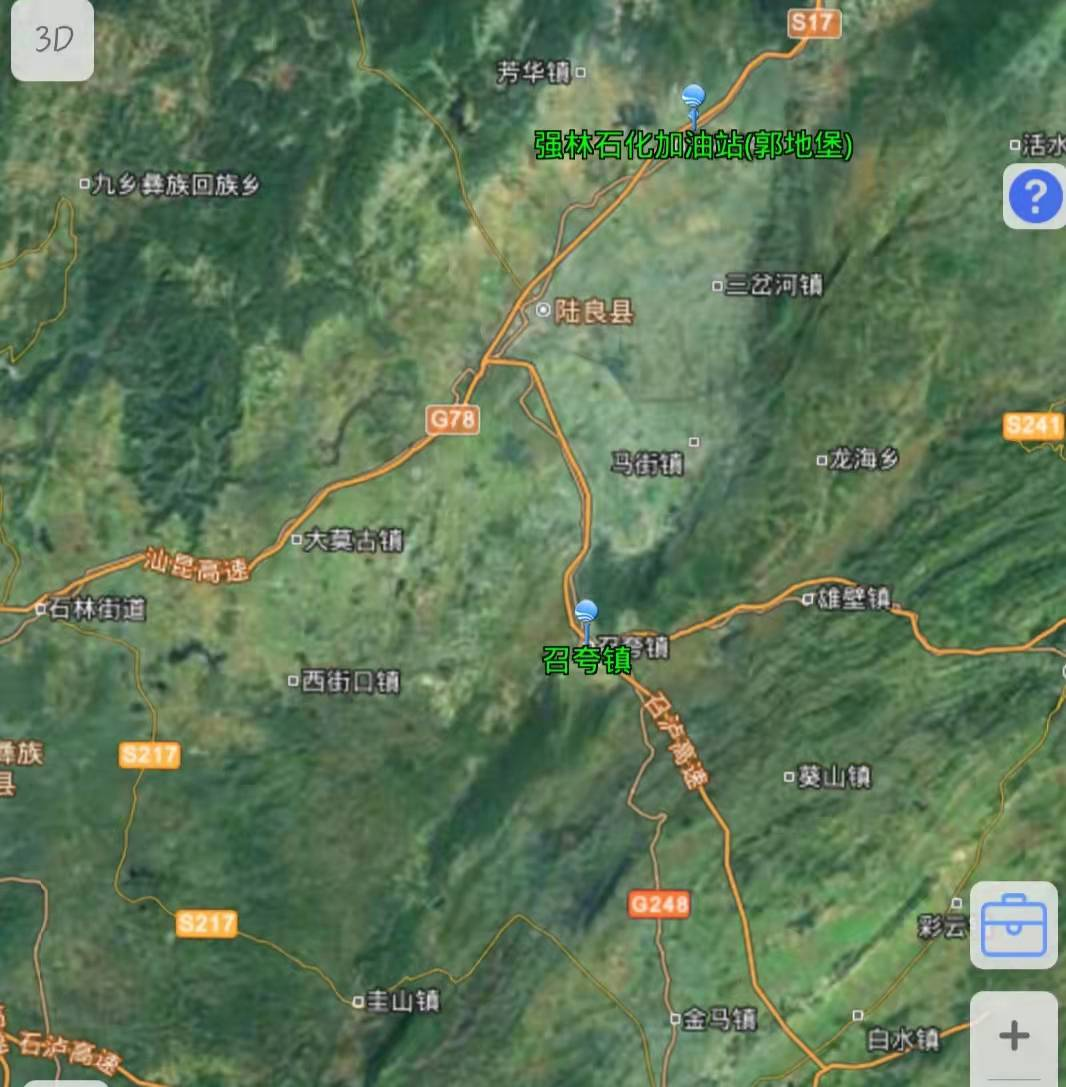 3D
S17
芳华镇
强林石化加油站(郭地堡)
活水
九乡彝族回族乡
?
三岔河镇
陆良县
G78
S241
马街镇
龙海乡
大莫古镇
汕昆高速
石林街道
雄壁镇
召夸镇
召夸镇
西街口镇
召泸高速
彝族
县
S217
葵山镇
G248
S217
彩云
圭山镇
金马镇
白水镇
石泸高速
+